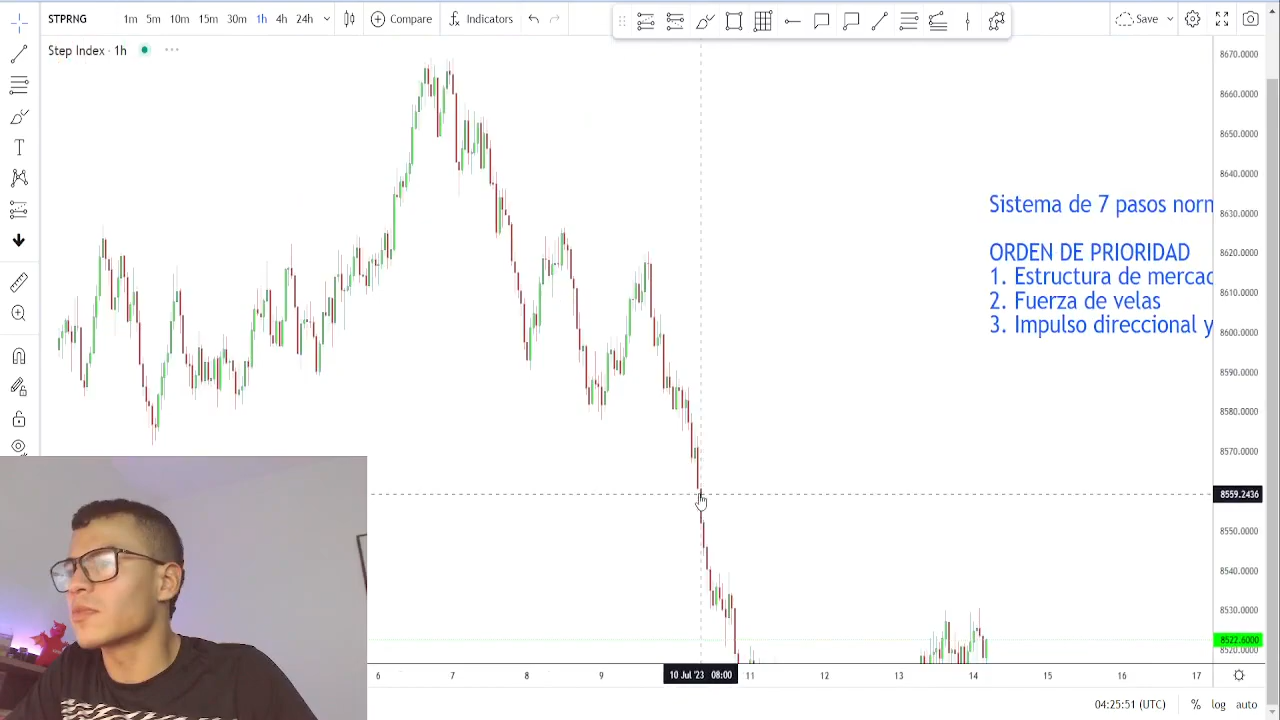 STPRNG 1m 5m 10m 15m 30m 1h 4h 24h Compare Indicators Save
Step Index · 1h
8670.0000
8660.0000
8650.0000
8640.0000
8630.0000
8620.0000
8610.0000
8600.0000
8590.0000
8580.0000
8570.0000
8559.2436
8550.0000
8540.0000
8530.0000
8522.6000
8520.0000
Sistema de 7 pasos norn
ORDEN DE PRIORIDAD
1. Estructura de mercac
2. Fuerza de velas
3. Impulso direccional y
6 7 8 9 10 Jul '23 08:00 11 12 13 14 15 16 17
04:25:51 (UTC) % log auto